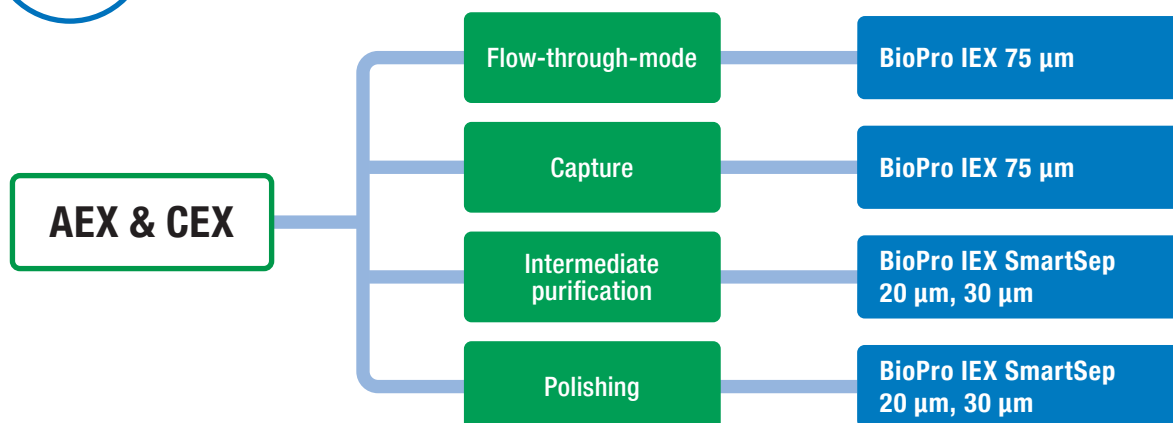 Flow-through-mode
BioPro IEX 75 µm
Capture
BioPro IEX 75 µm
AEX & CEX
Intermediate
purification
BioPro IEX SmartSep
20 µm, 30 µm
Polishing
BioPro IEX SmartSep
20 µm, 30 µm